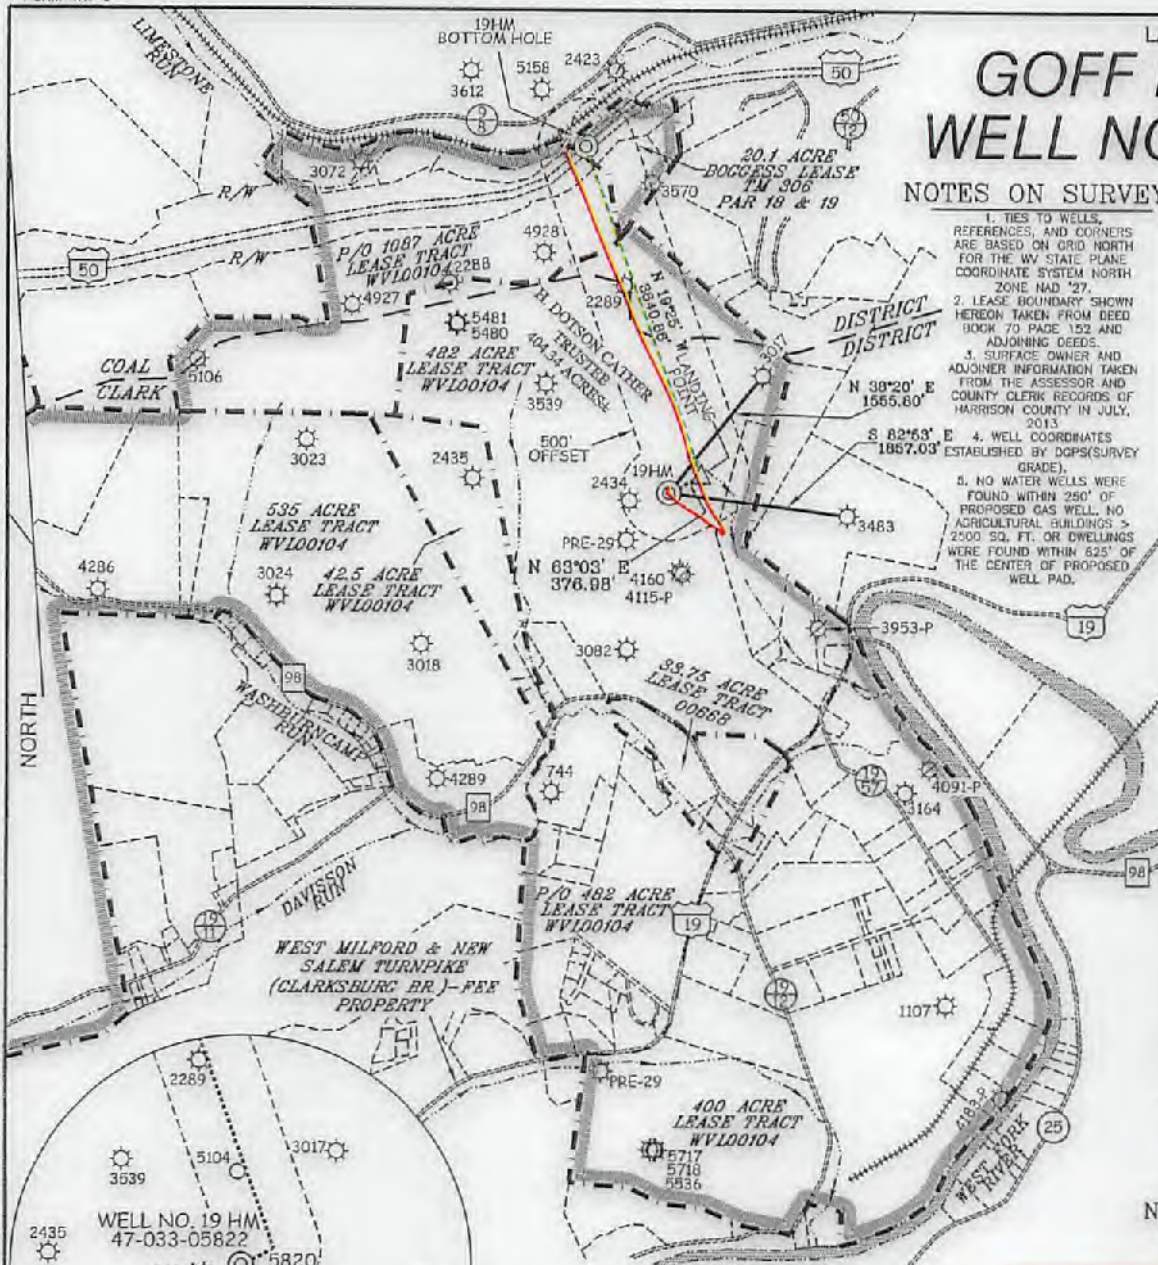 GOFF
WELL NO
NOTES ON SURVEY
1. TIES TO WELLS,
REFERENCES, AND CORNERS
ARE BASED ON GRID NORTH
FOR THE WV STATE PLANE
COORDINATE SYSTEM NORTH
ZONE NAD '27.
2. LEASE BOUNDARY SHOWN
HEREON TAKEN FROM DEED
BOOK 70 PAGE 152 AND
ADJOINING DEEDS.
3. SURFACE OWNER AND
ADJOINER INFORMATION TAKEN
FROM THE ASSESSOR AND
COUNTY CLERK RECORDS OF
HARRISON COUNTY IN JULY,
2013
4. WELL COORDINATES
ESTABLISHED BY DGPS(SURVEY
GRADE).
5. NO WATER WELLS WERE
FOUND WITHIN 250' OF
PROPOSED GAS WELL. NO
AGRICULTURAL BUILDINGS >
2500 SQ. FT. OR DWELLINGS
WERE FOUND WITHIN 625' OF
THE CENTER OF PROPOSED
WELL PAD.
LIMESTONE
RUN
19HM
BOTTOM HOLE
3612
5158
2423
9
8
50
50
12
20.1 ACRE
BOGGESS LEASE
TM 306
PAR 18 & 19
3072
3570
R/W
R/W
50
P/O 1087 ACRE
LEASE TRACT
WVL00104
4928
2288
4927
2289
5481
5480
482 ACRE
LEASE TRACT
WVL00104
H. DOTSON CATHER
TRUSTEE
404.34 ACRES±
N 19°25' W
3640.86'
LANDING
POINT
DISTRICT
DISTRICT
3017
N 38°20' E
1555.80'
S 82°53' E
1857.03'
COAL
CLARK
5106
3539
500'
OFFSET
3023
2435
19HM
2434
3483
535 ACRE
LEASE TRACT
WVL00104
PRE-29
N 63°03' E
376.98'
4160
4115-P
4286
3024
42.5 ACRE
LEASE TRACT
WVL00104
3953-P
19
3018
3082
33.75 ACRE
LEASE TRACT
00668
98
WASHBURNCAMP
RUN
NORTH
4289
744
98
19
57
3164
4091-P
98
DAVISSON
RUN
19
11
P/O 482 ACRE
LEASE TRACT
WVL00104
19
WEST MILFORD & NEW
SALEM TURNPIKE
(CLARKSBURG BR.)-FEE
PROPERTY
19
12
1107
PRE-29
4183-P
25
WEST FORK
RIVER
400 ACRE
LEASE TRACT
WVL00104
5717
5718
5536
2289
3017
5104
3539
WELL NO. 19 HM
47-033-05822
2435
5820
N